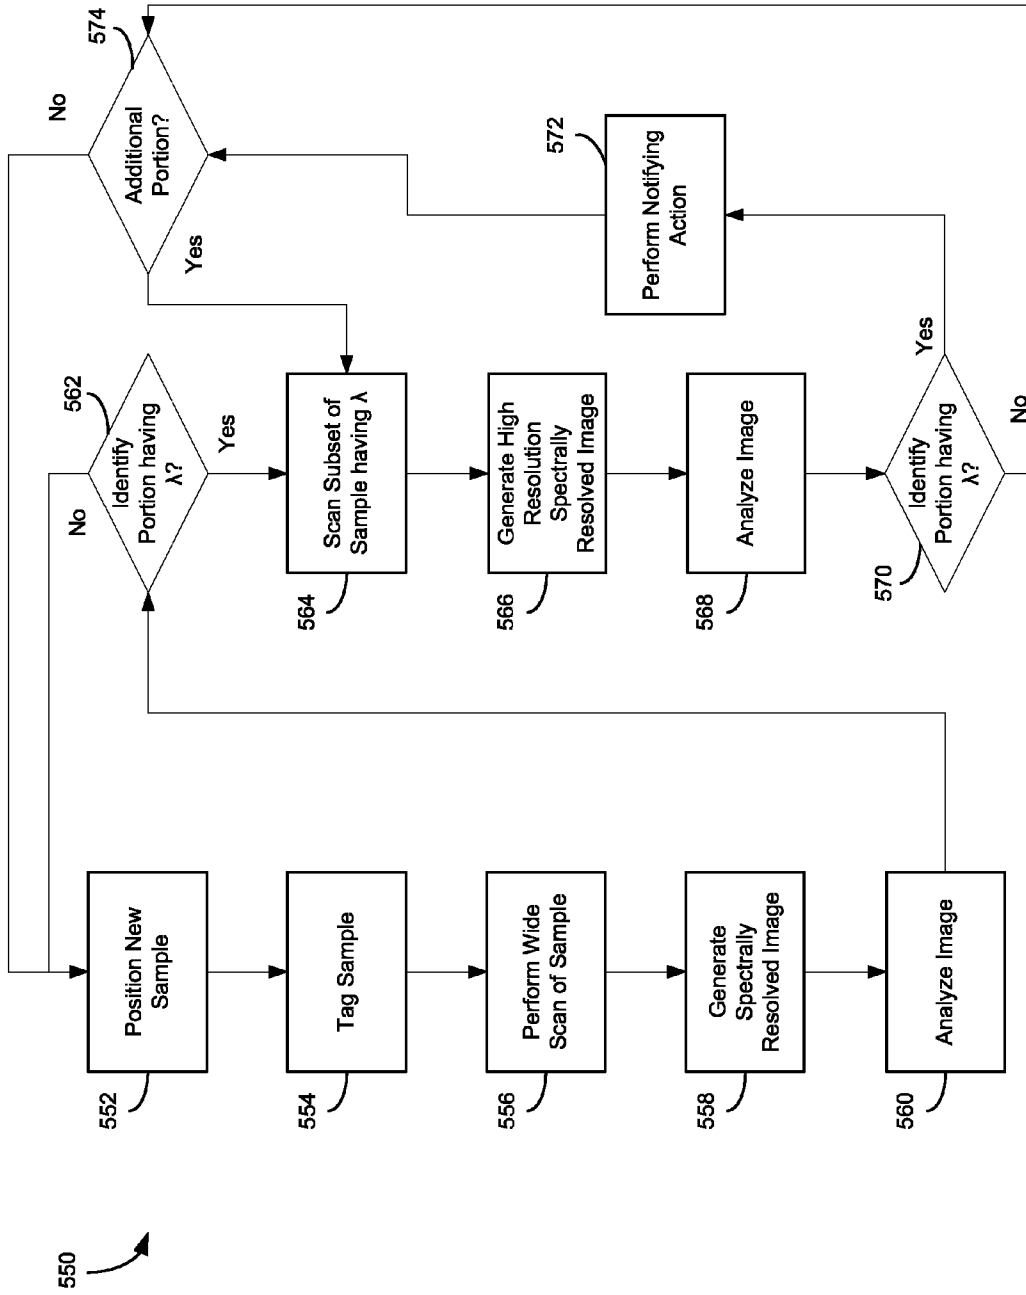 550
552
Position New
Sample
554
Tag Sample
556
Perform Wide
Scan of Sample
558
Generate
Spectrally
Resolved Image
560
Analyze Image
562
Identify
Portion having
λ?
No
Yes
564
Scan Subset of
Sample having λ
566
Generate High
Resolution
Spectrally
Resolved Image
568
Analyze Image
570
Identify
Portion having
λ?
Yes
No
572
Perform Notifying
Action
574
Additional
Portion?
No
Yes